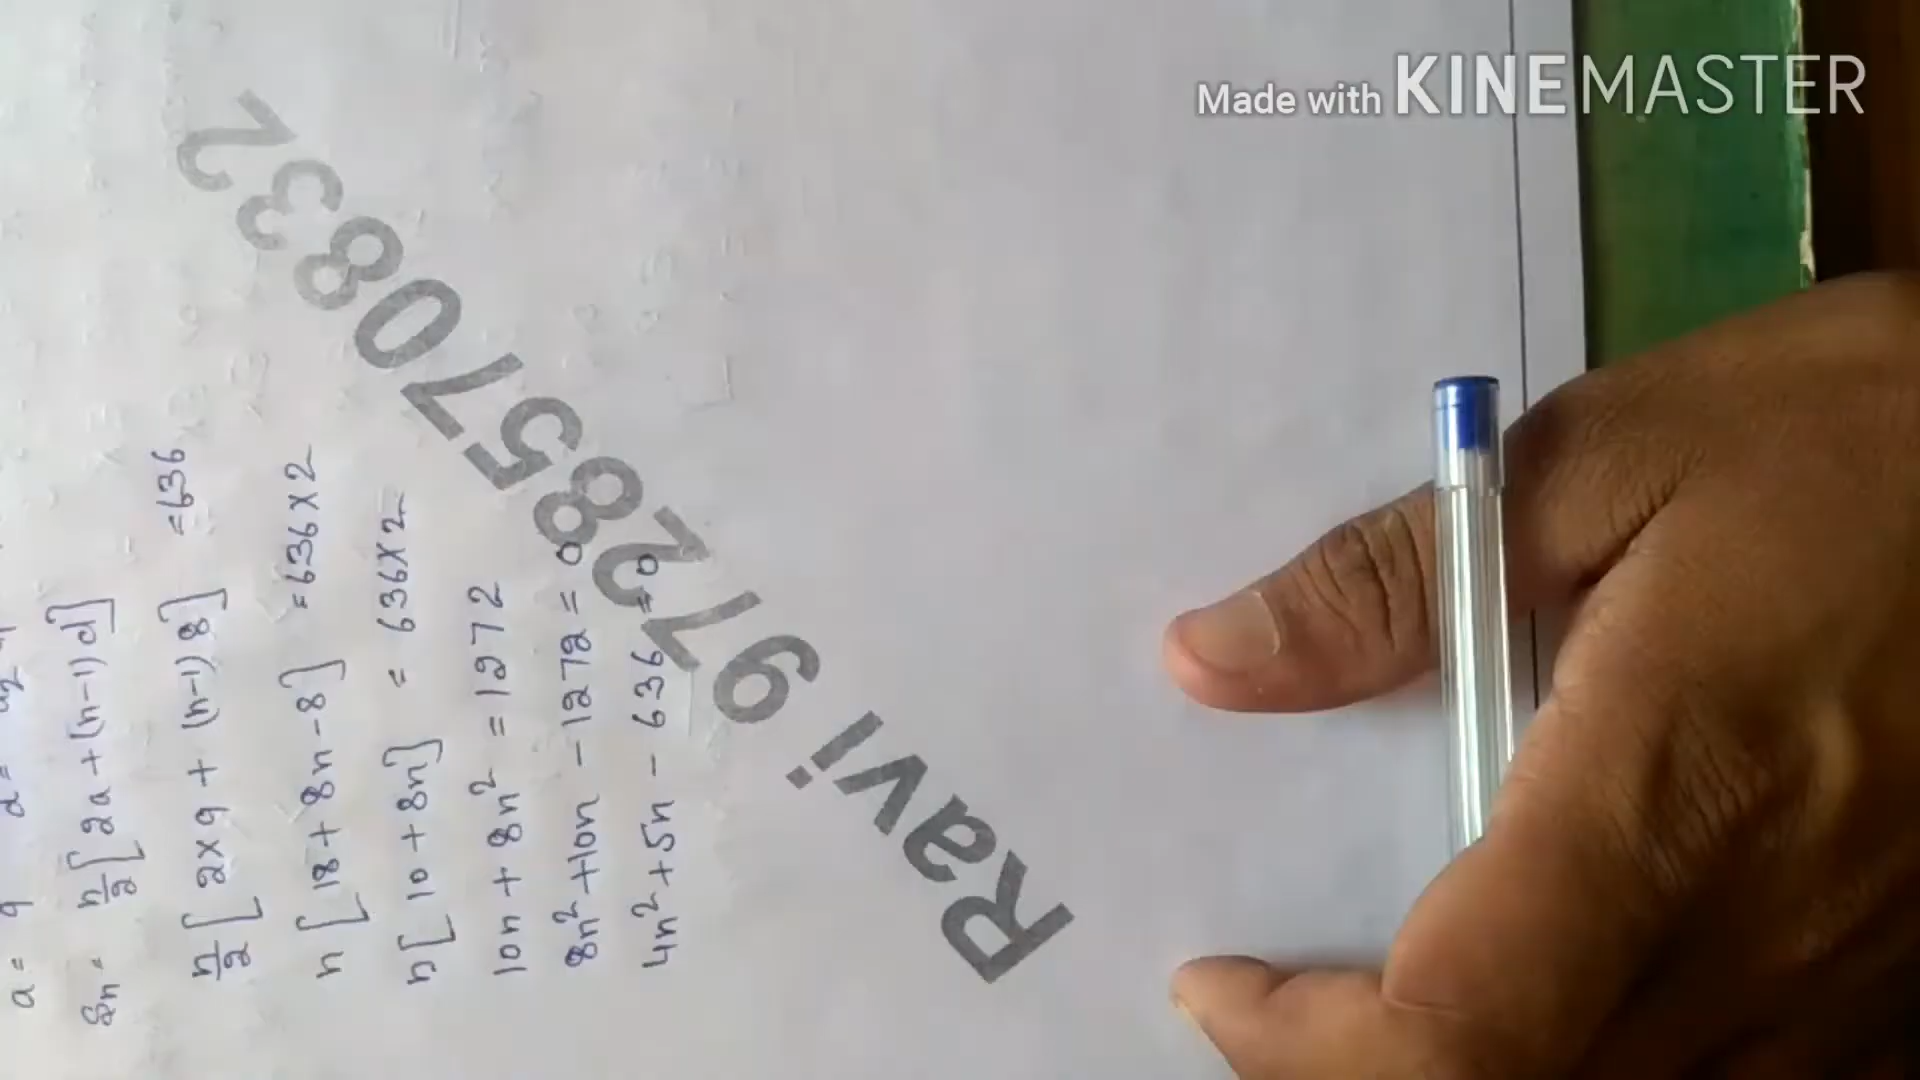 Made with KINEMASTER
a = 9 d =
Sn = n/2 [2a + (n-1) d]
n/2 [2x9 + (n-1) 8] = 636
n [18 + 8n - 8] = 636 x 2
n [10 + 8n] = 636 x 2
10n + 8n² = 1272
8n² + 10n - 1272 = 0
4n² + 5n - 636 = 0
Ravi 9728570832